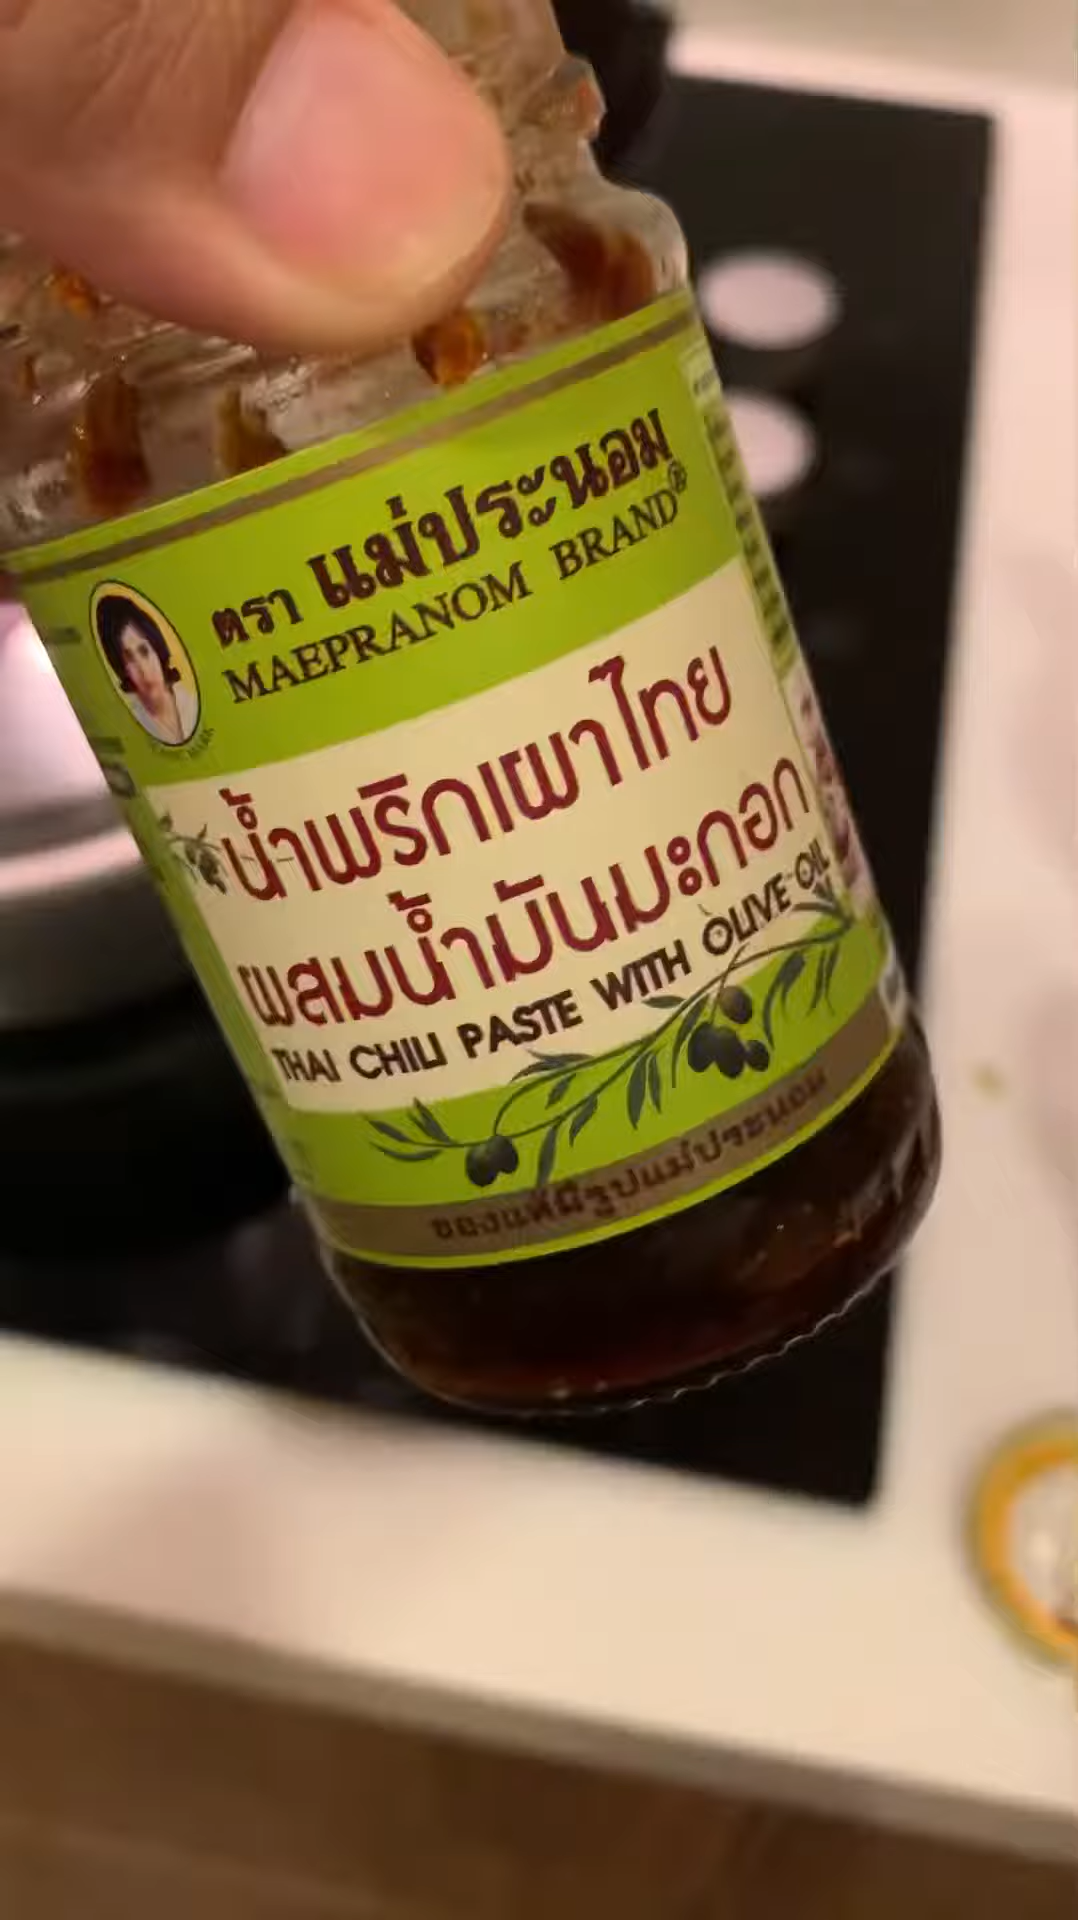 ตรา แม่ประนอม
MAEPRANOM BRAND®
น้ำพริกเผาไทย
ผสมน้ำมันมะกอก
THAI CHILI PASTE WITH OLIVE OIL
ของแท้มีรูปแม่ประนอม